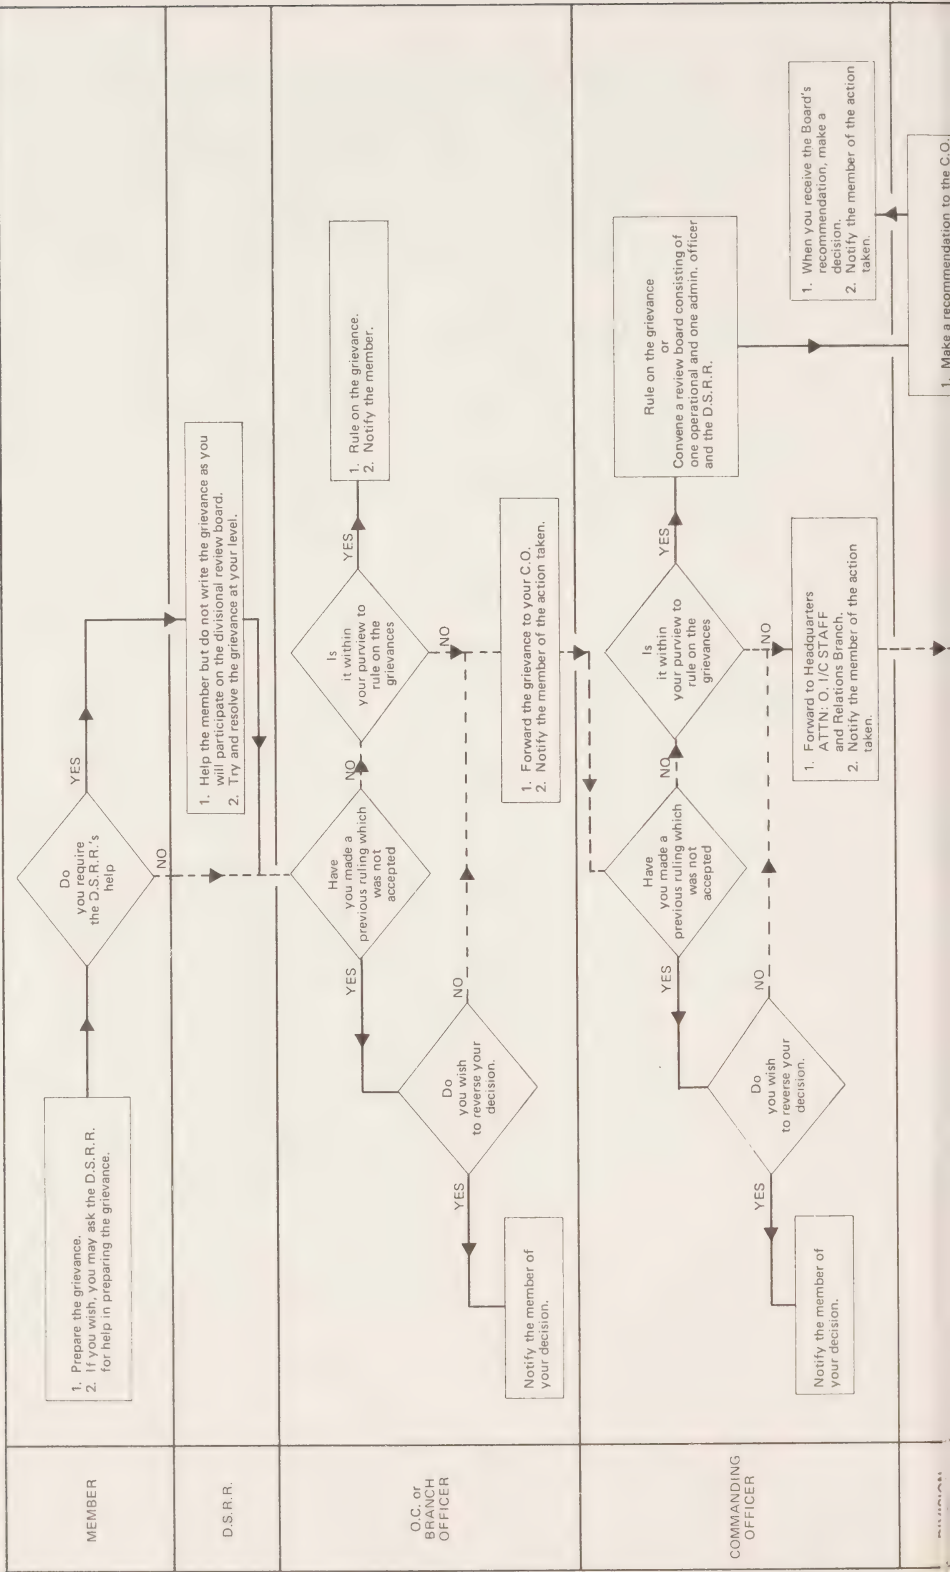 MEMBER
1. Prepare the grievance.
2. If you wish, you may ask the D.S.R.R.
for help in preparing the grievance.
Do
you require
the D.S.R.R.'s
help
YES
NO
D.S.R.R.
1. Help the member but do not write the grievance as you
will participate on the divisional review board.
2. Try and resolve the grievance at your level.
O.C. or
BRANCH
OFFICER
Have
you made a
previous ruling which
was not
accepted
YES
NO
Is
it within
your purview to
rule on the
grievances
YES
NO
1. Rule on the grievance.
2. Notify the member.
Do
you wish
to reverse your
decision.
YES
NO
Notify the member of
your decision.
1. Forward the grievance to your C.O.
2. Notify the member of the action taken.
COMMANDING
OFFICER
Have
you made a
previous ruling which
was not
accepted
YES
NO
Is
it within
your purview to
rule on the
grievances
YES
NO
Rule on the grievance
or
Convene a review board consisting of
one operational and one admin. officer
and the D.S.R.R.
Do
you wish
to reverse your
decision.
YES
NO
Notify the member of
your decision.
1. Forward to Headquarters
ATTN: O. I/C STAFF
and Relations Branch.
2. Notify the member of the action
taken.
1. When you receive the Board's
recommendation, make a
decision.
2. Notify the member of the action
taken.
1. Make a recommendation to the C.O.